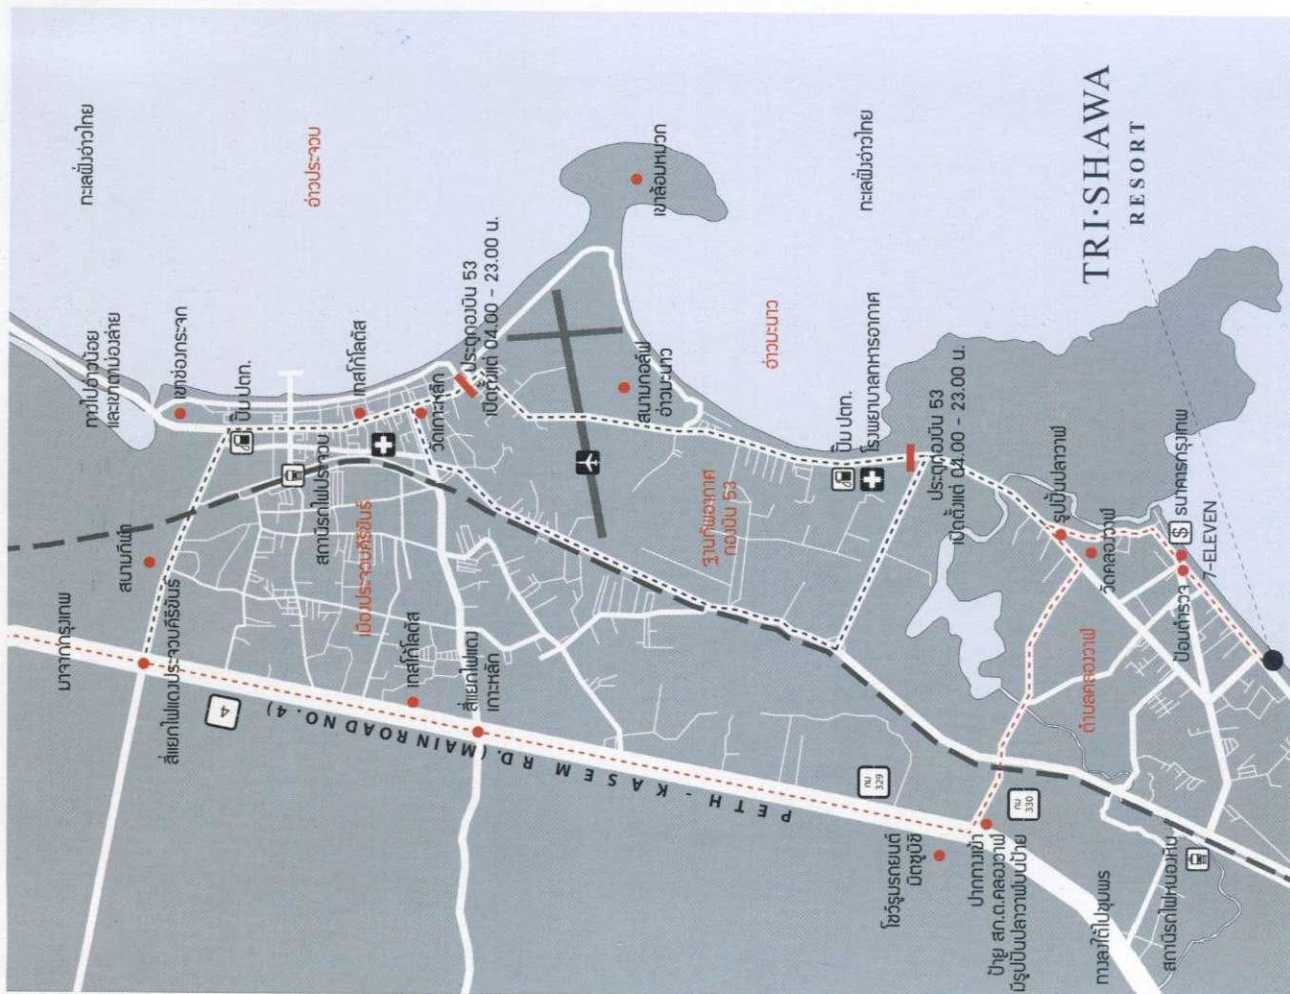 ทะเลฝั่งอ่าวไทย
อ่าวประจวบ
ทางไปอ่าวน้อย
และเขาตาม่องล่าย
เขาช่องกระจก
ปั๊ม ปตท.
เทสโก้โลตัส
วัดเกาะหลัก
ประตูกองบิน 53
เปิดตั้งแต่ 04.00 - 23.00 น.
เขาล้อมหมวก
ทะเลฝั่งอ่าวไทย
TRI·SHAWA
RESORT
อ่าวมะนาว
สนามกอล์ฟ
อ่าวมะนาว
ปั๊ม ปตท.
โรงพยาบาลทหารอากาศ
ประตูกองบิน 53
เปิดตั้งแต่ 04.00 - 23.00 น.
สนามกีฬา
สถานีรถไฟประจวบ
เมืองประจวบคีรีขันธ์
ฐานทัพอากาศ
กองบิน 53
รูปปั้นปลาวาฬ
วัดคลองวาฬ
$
ธนาคารกรุงเทพ
7-ELEVEN
ป้อมตำรวจ
ตำบลคลองวาฬ
มาจากกรุงเทพ
สี่แยกไฟแดงประจวบคีรีขันธ์
4
เทสโก้โลตัส
สี่แยกไฟแดง
เกาะหลัก
PETH - KASEM RD. (MAIN ROAD NO. 4)
กม
329
กม
330
โชว์รูมรถยนต์
มิตซูบิชิ
ปากทางเข้า
ป้าย สภ.ต.คลองวาฬ
มีรูปปั้นปลาวาฬบนป้าย
ทางลงใต้ไปชุมพร
สถานีรถไฟหนองหิน